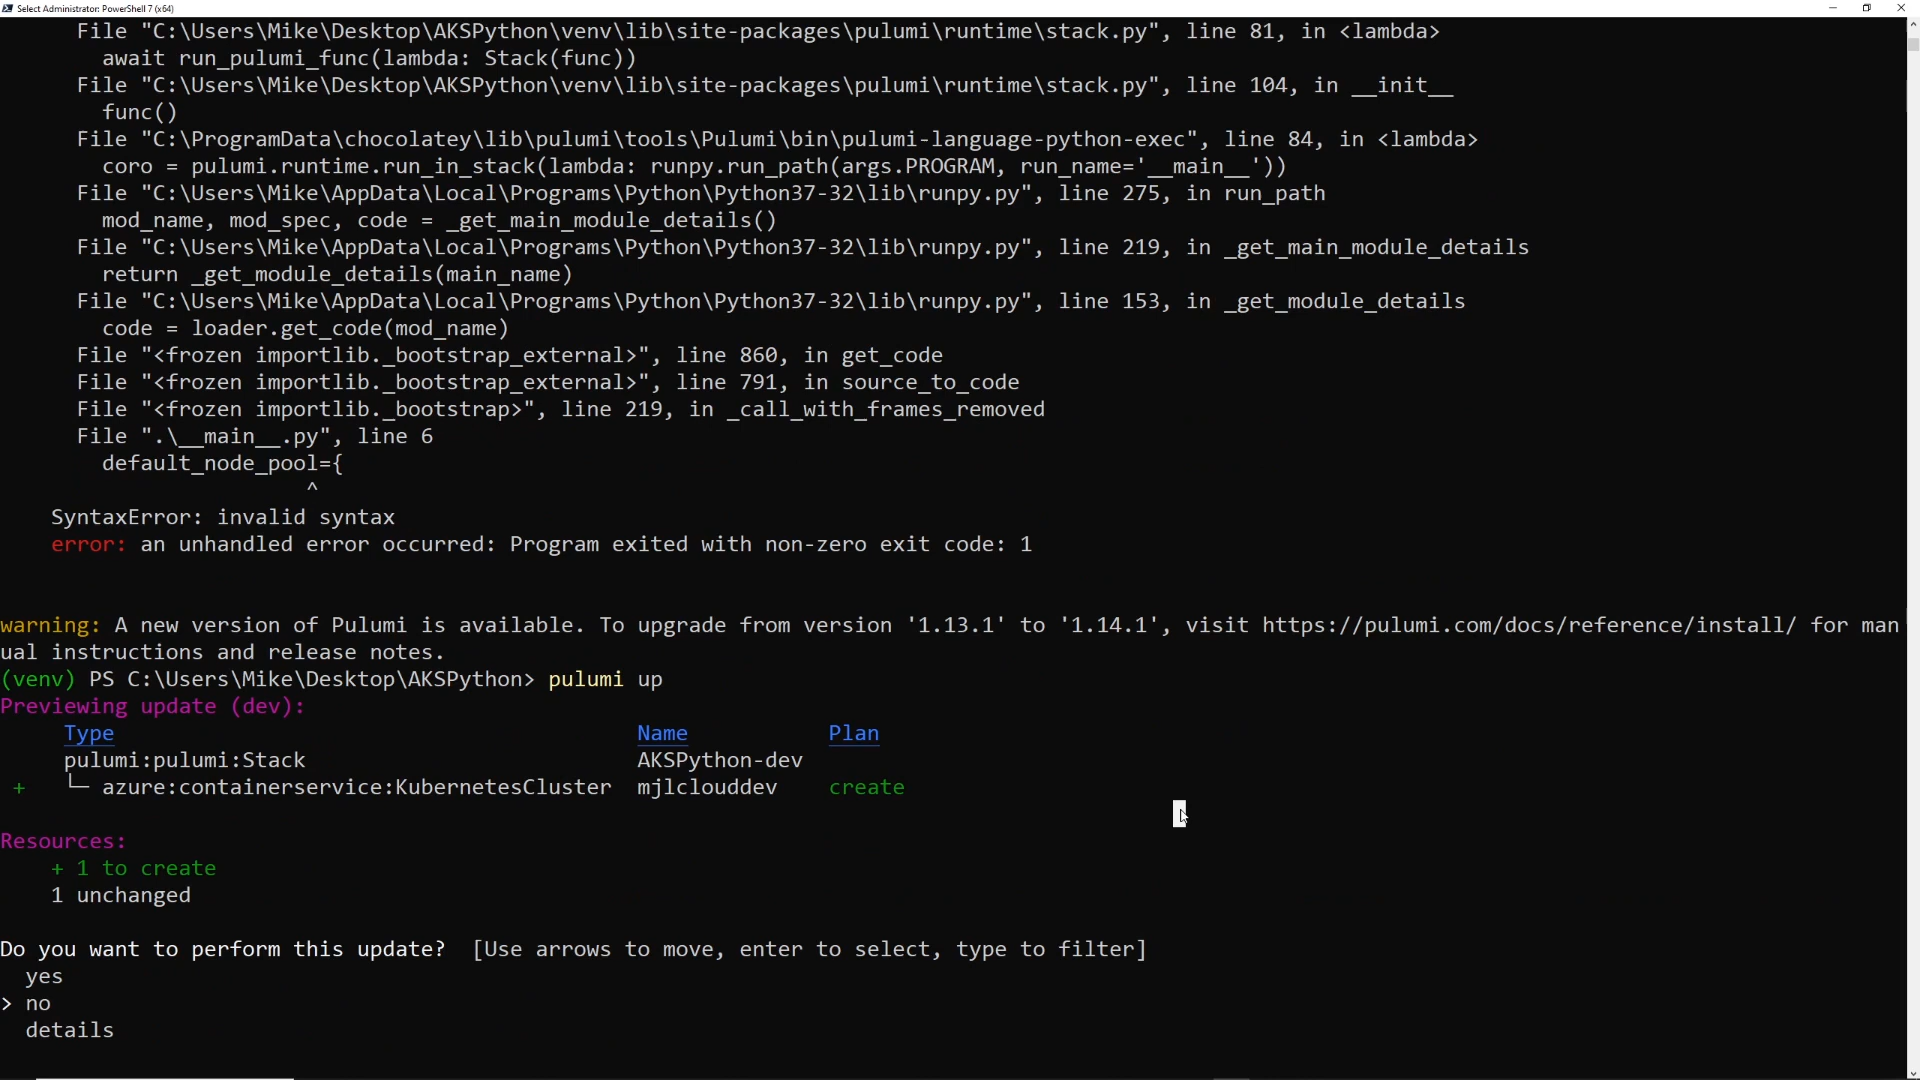 Select Administrator: PowerShell 7 (x64)
File "C:\Users\Mike\Desktop\AKSPython\venv\lib\site-packages\pulumi\runtime\stack.py", line 81, in <lambda>
await run_pulumi_func(lambda: Stack(func))
File "C:\Users\Mike\Desktop\AKSPython\venv\lib\site-packages\pulumi\runtime\stack.py", line 104, in __init__
func()
File "C:\ProgramData\chocolatey\lib\pulumi\tools\Pulumi\bin\pulumi-language-python-exec", line 84, in <lambda>
coro = pulumi.runtime.run_in_stack(lambda: runpy.run_path(args.PROGRAM, run_name='__main__'))
File "C:\Users\Mike\AppData\Local\Programs\Python\Python37-32\lib\runpy.py", line 275, in run_path
mod_name, mod_spec, code = _get_main_module_details()
File "C:\Users\Mike\AppData\Local\Programs\Python\Python37-32\lib\runpy.py", line 219, in _get_main_module_details
return _get_module_details(main_name)
File "C:\Users\Mike\AppData\Local\Programs\Python\Python37-32\lib\runpy.py", line 153, in _get_module_details
code = loader.get_code(mod_name)
File "<frozen importlib._bootstrap_external>", line 860, in get_code
File "<frozen importlib._bootstrap_external>", line 791, in source_to_code
File "<frozen importlib._bootstrap>", line 219, in _call_with_frames_removed
File ".\__main__.py", line 6
default_node_pool={
^
SyntaxError: invalid syntax
error: an unhandled error occurred: Program exited with non-zero exit code: 1
warning: A new version of Pulumi is available. To upgrade from version '1.13.1' to '1.14.1', visit https://pulumi.com/docs/reference/install/ for man
ual instructions and release notes.
(venv) PS C:\Users\Mike\Desktop\AKSPython> pulumi up
Previewing update (dev):
Type Name Plan
pulumi:pulumi:Stack AKSPython-dev
+ └─ azure:containerservice:KubernetesCluster mjlclouddev create
Resources:
+ 1 to create
1 unchanged
Do you want to perform this update? [Use arrows to move, enter to select, type to filter]
yes
> no
details